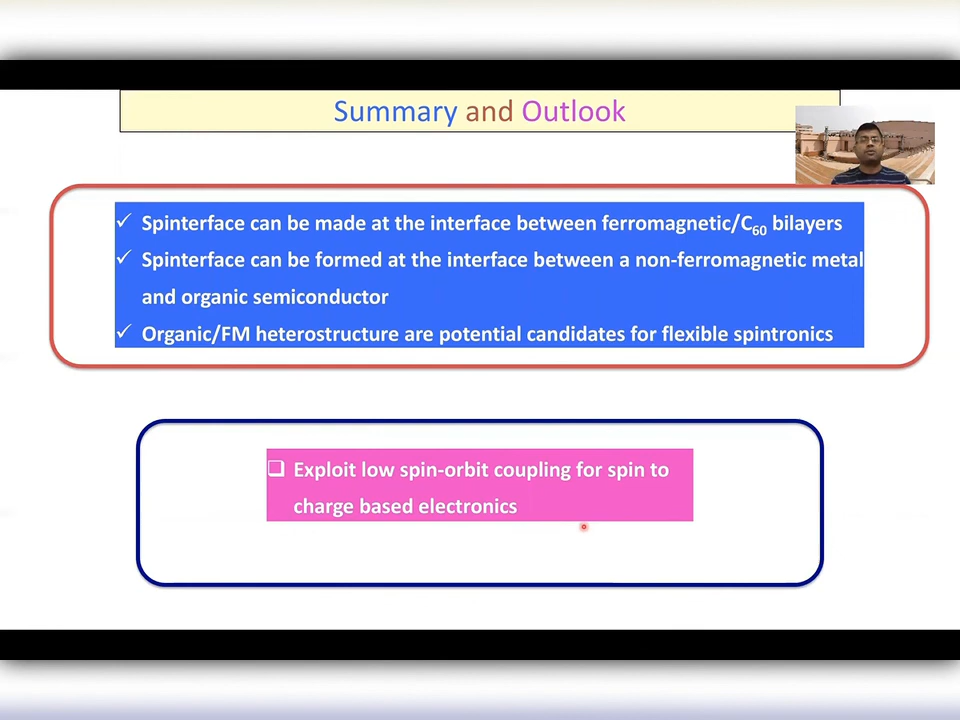 Summary and Outlook
✓ Spinterface can be made at the interface between ferromagnetic/C₆₀ bilayers
✓ Spinterface can be formed at the interface between a non-ferromagnetic metal
and organic semiconductor
✓ Organic/FM heterostructure are potential candidates for flexible spintronics
❑ Exploit low spin-orbit coupling for spin to
charge based electronics